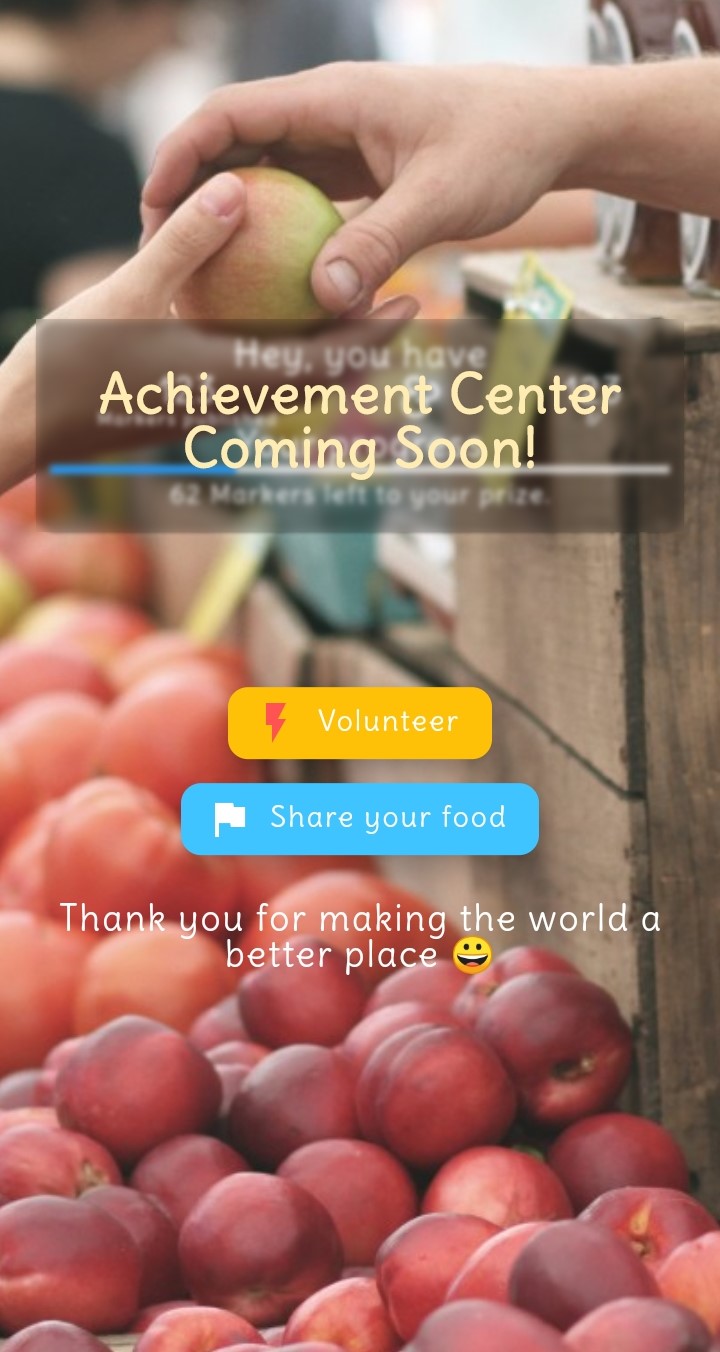 Hey, you have
Achievement Center
Coming Soon!
62 Markers left to your prize.
Volunteer
Share your food
Thank you for making the world a
better place 😀